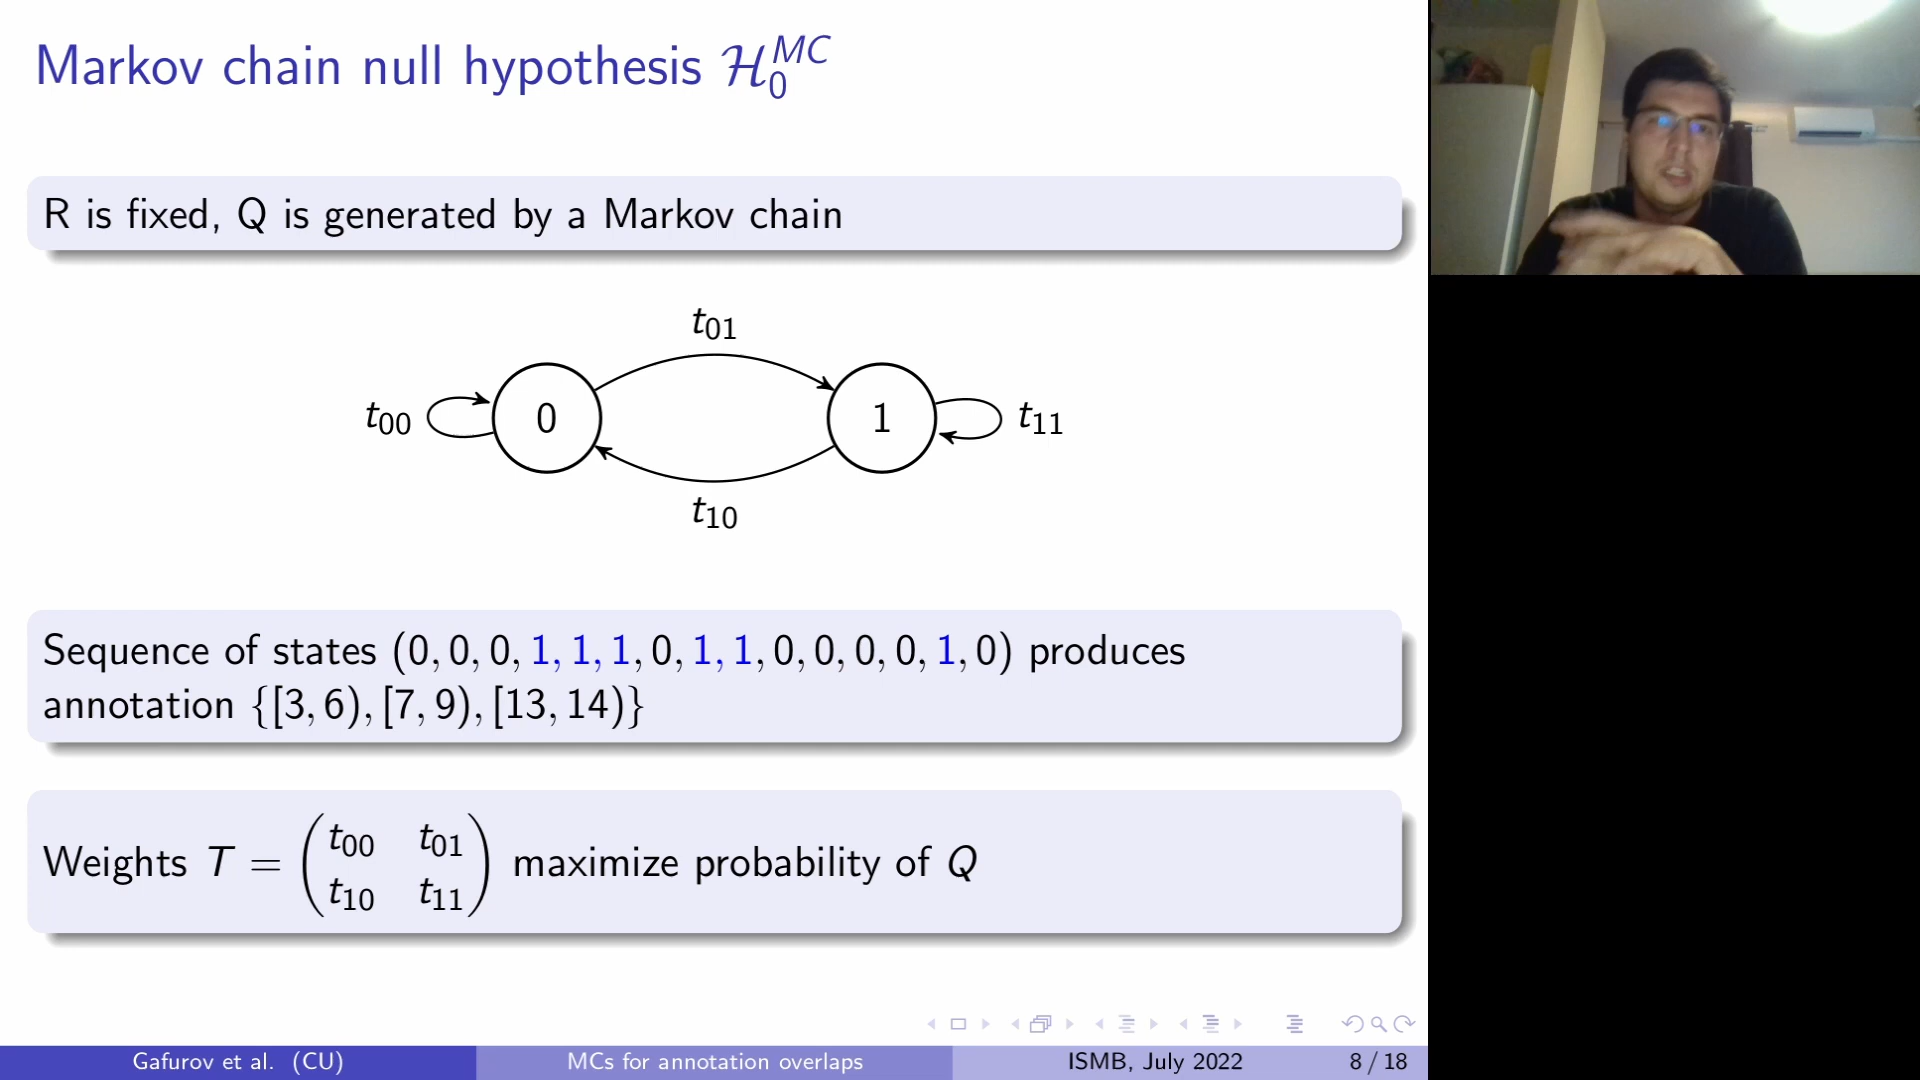 Markov chain null hypothesis ℋ₀ᴹᶜ
R is fixed, Q is generated by a Markov chain
t₀₁
t₀₀ 0 1 t₁₁
t₁₀
Sequence of states (0, 0, 0, 1, 1, 1, 0, 1, 1, 0, 0, 0, 0, 1, 0) produces
annotation {[3, 6), [7, 9), [13, 14)}
Weights T = (t₀₀ t₀₁
t₁₀ t₁₁) maximize probability of Q
Gafurov et al. (CU) MCs for annotation overlaps ISMB, July 2022 8 / 18